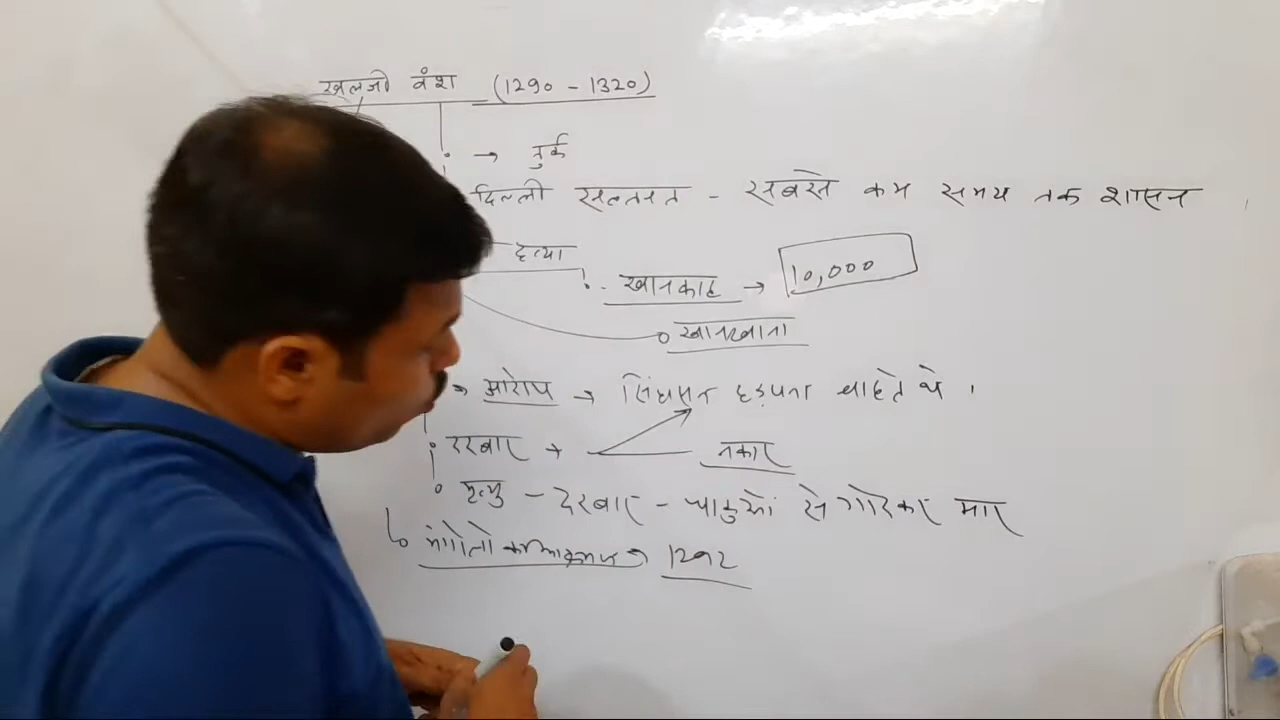 खलजी वंश (1290 - 1320)
→ तुर्क
दिल्ली सल्तनत - सबसे कम समय तक शासन
हत्या
खानकाह → 10,000
खानखाना
→ आरोप → सिंघासन हड़पना चाहते थे ।
दरबार → नकार
मृत्यु - दरबार - चाकुओं से गोदकर मार
मंगोलो का आक्रमण → 1292